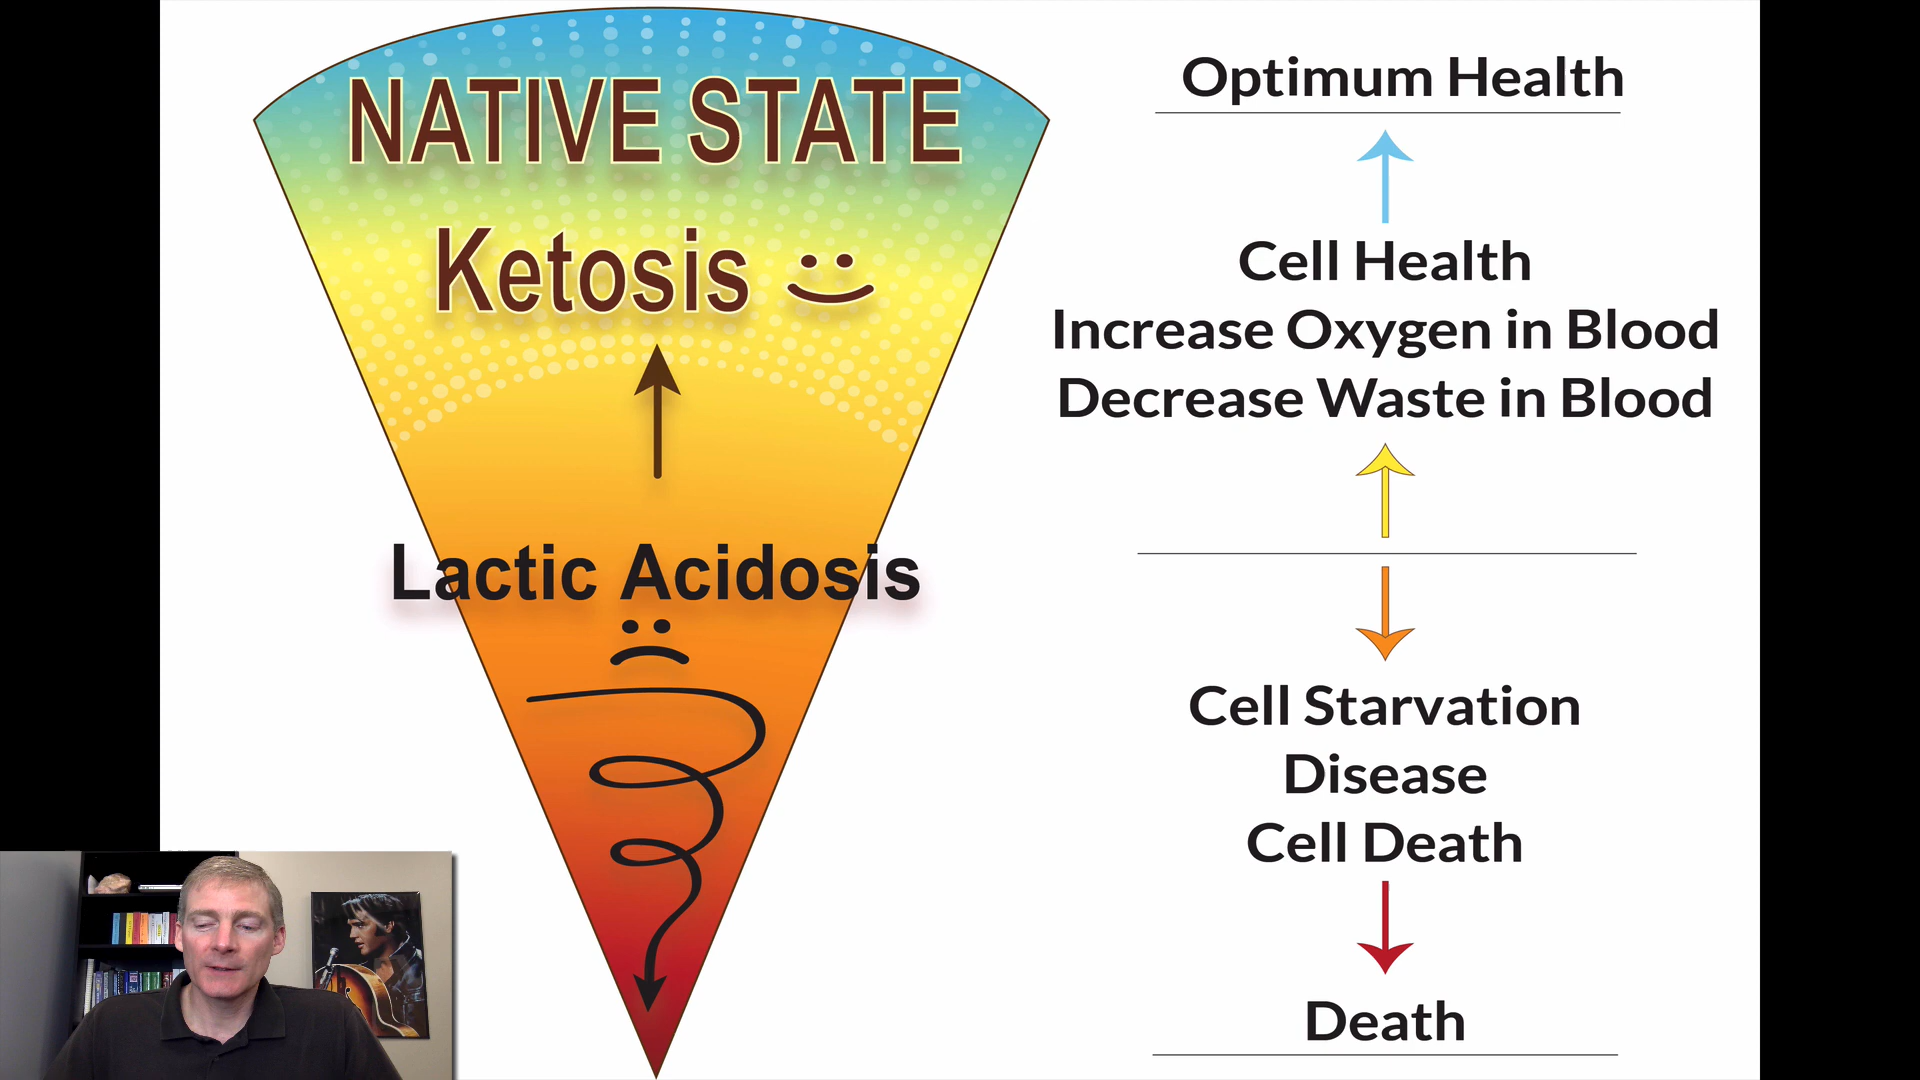 NATIVE STATE
Ketosis
Lactic Acidosis
Optimum Health
Cell Health
Increase Oxygen in Blood
Decrease Waste in Blood
Cell Starvation
Disease
Cell Death
Death